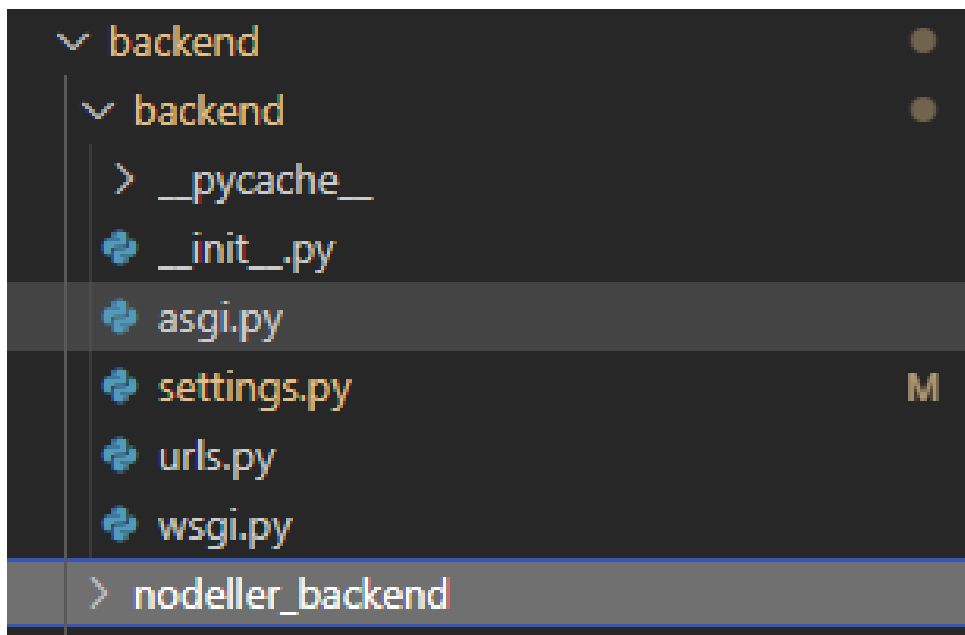 backend
backend
__pycache__
__init__.py
asgi.py
settings.py M
urls.py
wsgi.py
nodeller_backend